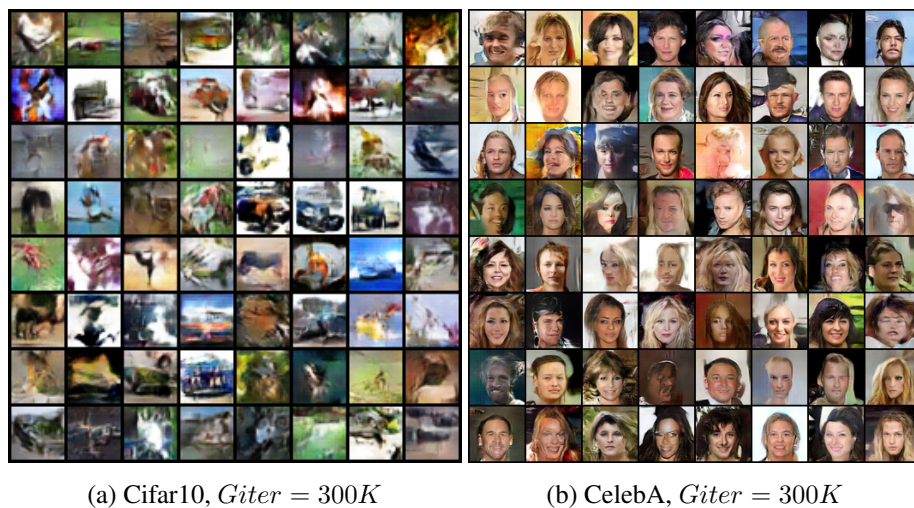 (a) Cifar10, Giter = 300K
(b) CelebA, Giter = 300K